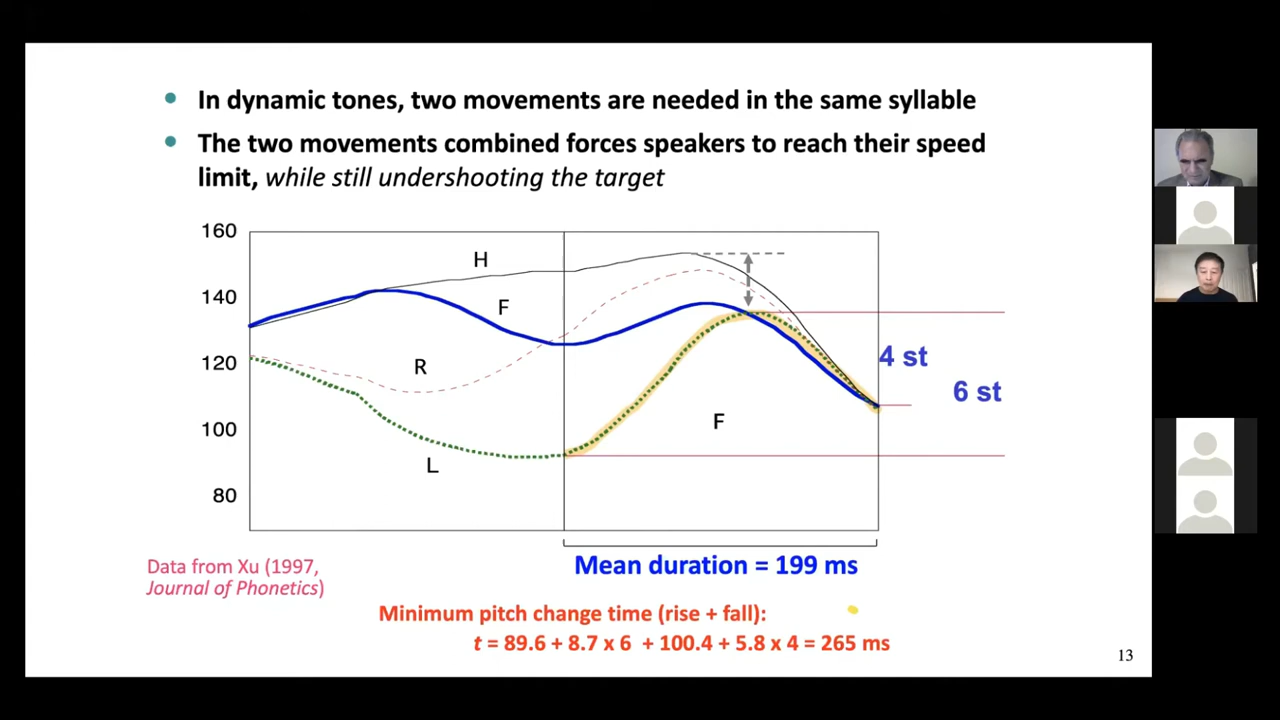 In dynamic tones, two movements are needed in the same syllable
The two movements combined forces speakers to reach their speed
limit, while still undershooting the target
160
140
120
100
80
H
F
R
L
F
4 st
6 st
Mean duration = 199 ms
Data from Xu (1997,
Journal of Phonetics)
Minimum pitch change time (rise + fall):
t = 89.6 + 8.7 x 6 + 100.4 + 5.8 x 4 = 265 ms
13